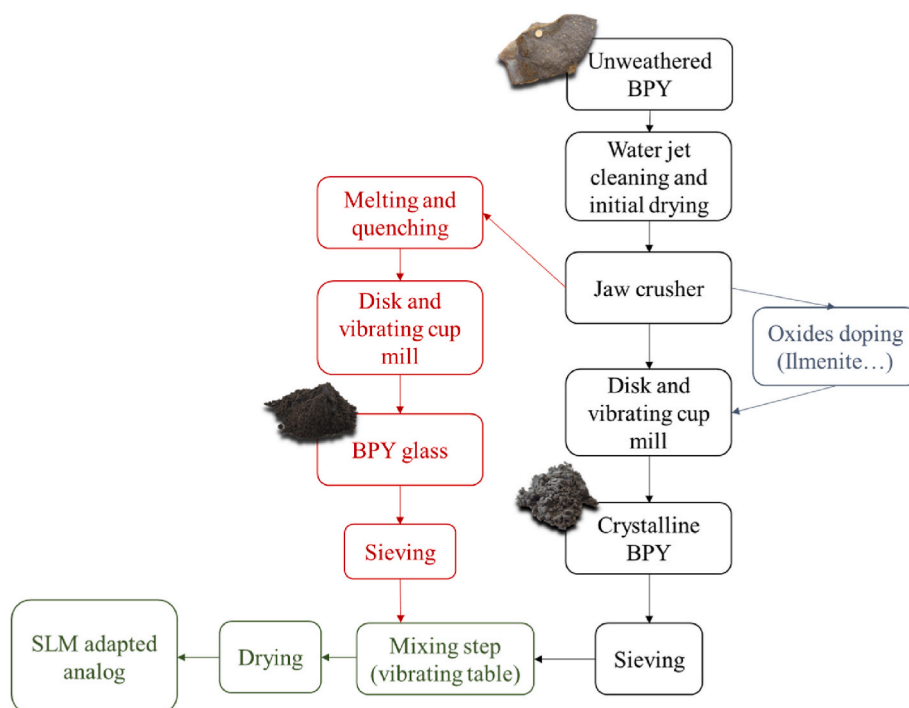 Unweathered
BPY
Water jet
cleaning and
initial drying
Melting and
quenching
Jaw crusher
Disk and
vibrating cup
mill
Oxides doping
(Ilmenite…)
Disk and
vibrating cup
mill
BPY glass
Crystalline
BPY
Sieving
SLM adapted
analog
Drying
Mixing step
(vibrating table)
Sieving